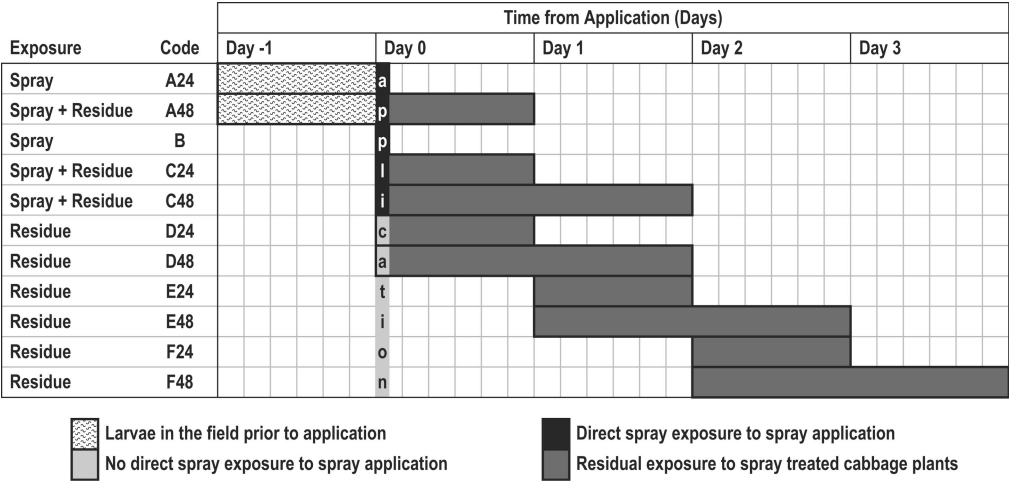 Time from Application (Days)
Exposure Code Day -1 Day 0 Day 1 Day 2 Day 3
Spray A24 a
Spray + Residue A48 p
Spray B p
Spray + Residue C24 l
Spray + Residue C48 i
Residue D24 c
Residue D48 a
Residue E24 t
Residue E48 i
Residue F24 o
Residue F48 n
Larvae in the field prior to application
Direct spray exposure to spray application
No direct spray exposure to spray application
Residual exposure to spray treated cabbage plants